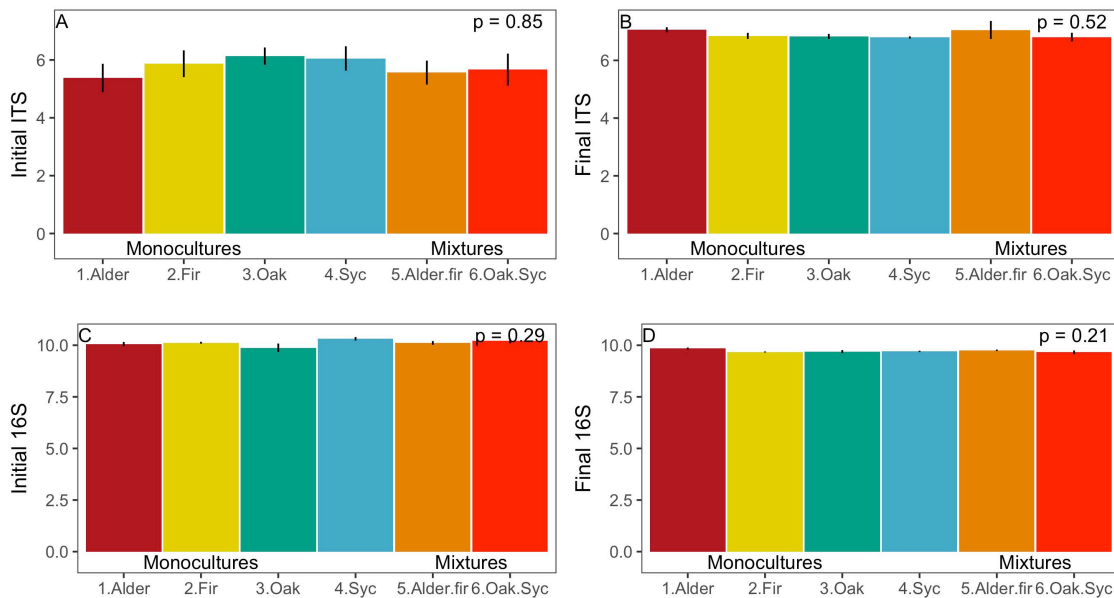 A
p = 0.85
Initial ITS
6
4
2
0
Monocultures
Mixtures
1.Alder 2.Fir 3.Oak 4.Syc 5.Alder.fir 6.Oak.Syc
B
p = 0.52
Final ITS
6
4
2
0
Monocultures
Mixtures
1.Alder 2.Fir 3.Oak 4.Syc 5.Alder.fir 6.Oak.Syc
C
p = 0.29
Initial 16S
10.0
7.5
5.0
2.5
0.0
Monocultures
Mixtures
1.Alder 2.Fir 3.Oak 4.Syc 5.Alder.fir 6.Oak.Syc
D
p = 0.21
Final 16S
10.0
7.5
5.0
2.5
0.0
Monocultures
Mixtures
1.Alder 2.Fir 3.Oak 4.Syc 5.Alder.fir 6.Oak.Syc